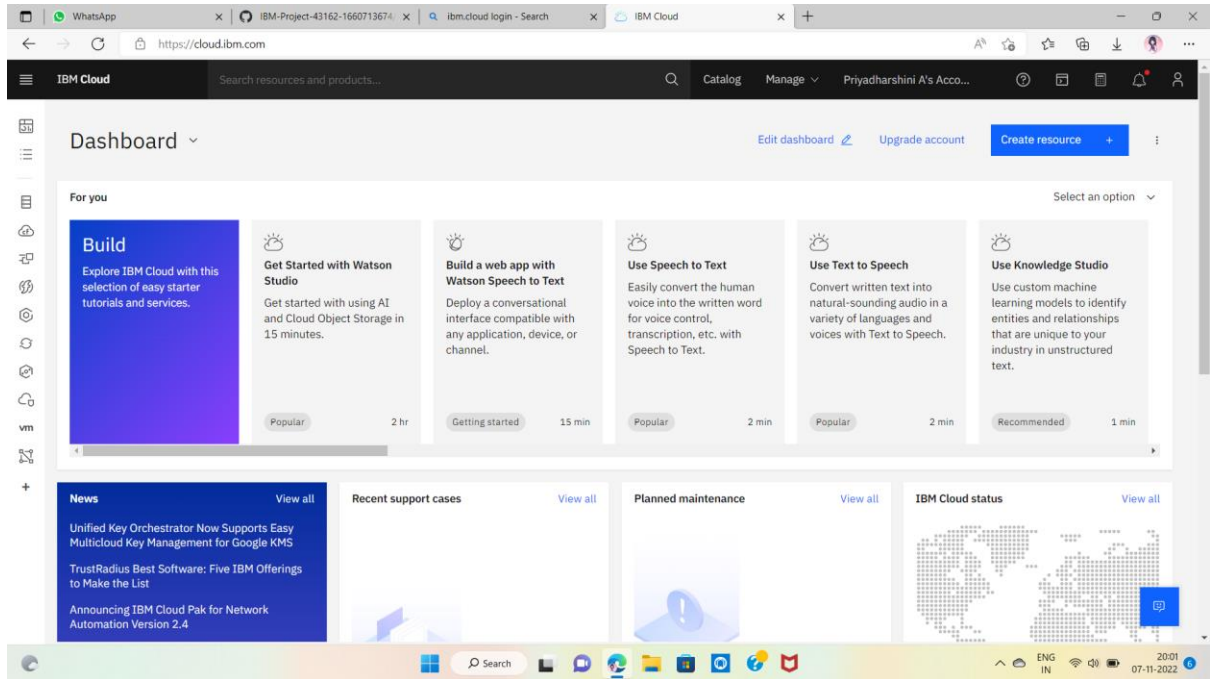 WhatsApp
IBM-Project-43162-1660713674
ibm.cloud login - Search
IBM Cloud
https://cloud.ibm.com
IBM Cloud
Search resources and products...
Catalog
Manage
Priyadharshini A's Acco...
Dashboard
Edit dashboard
Upgrade account
Create resource +
For you
Select an option
Build
Explore IBM Cloud with this
selection of easy starter
tutorials and services.
Get Started with Watson
Studio
Get started with using AI
and Cloud Object Storage in
15 minutes.
Popular
2 hr
Build a web app with
Watson Speech to Text
Deploy a conversational
interface compatible with
any application, device, or
channel.
Getting started
15 min
Use Speech to Text
Easily convert the human
voice into the written word
for voice control,
transcription, etc. with
Speech to Text.
Popular
2 min
Use Text to Speech
Convert written text into
natural-sounding audio in a
variety of languages and
voices with Text to Speech.
Popular
2 min
Use Knowledge Studio
Use custom machine
learning models to identify
entities and relationships
that are unique to your
industry in unstructured
text.
Recommended
1 min
vm
News
View all
Unified Key Orchestrator Now Supports Easy
Multicloud Key Management for Google KMS
TrustRadius Best Software: Five IBM Offerings
to Make the List
Announcing IBM Cloud Pak for Network
Automation Version 2.4
Recent support cases
View all
Planned maintenance
View all
IBM Cloud status
View all
Search
ENG
IN
20:01
07-11-2022
6